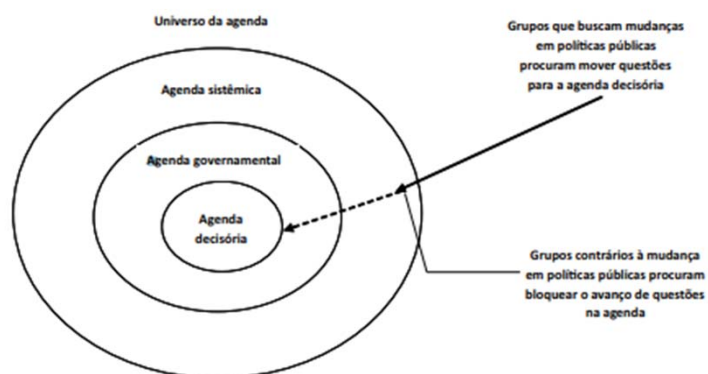 Universo da agenda
Agenda sistêmica
Agenda governamental
Agenda
decisória
Grupos que buscam mudanças
em políticas públicas
procuram mover questões
para a agenda decisória
Grupos contrários à mudança
em políticas públicas procuram
bloquear o avanço de questões
na agenda